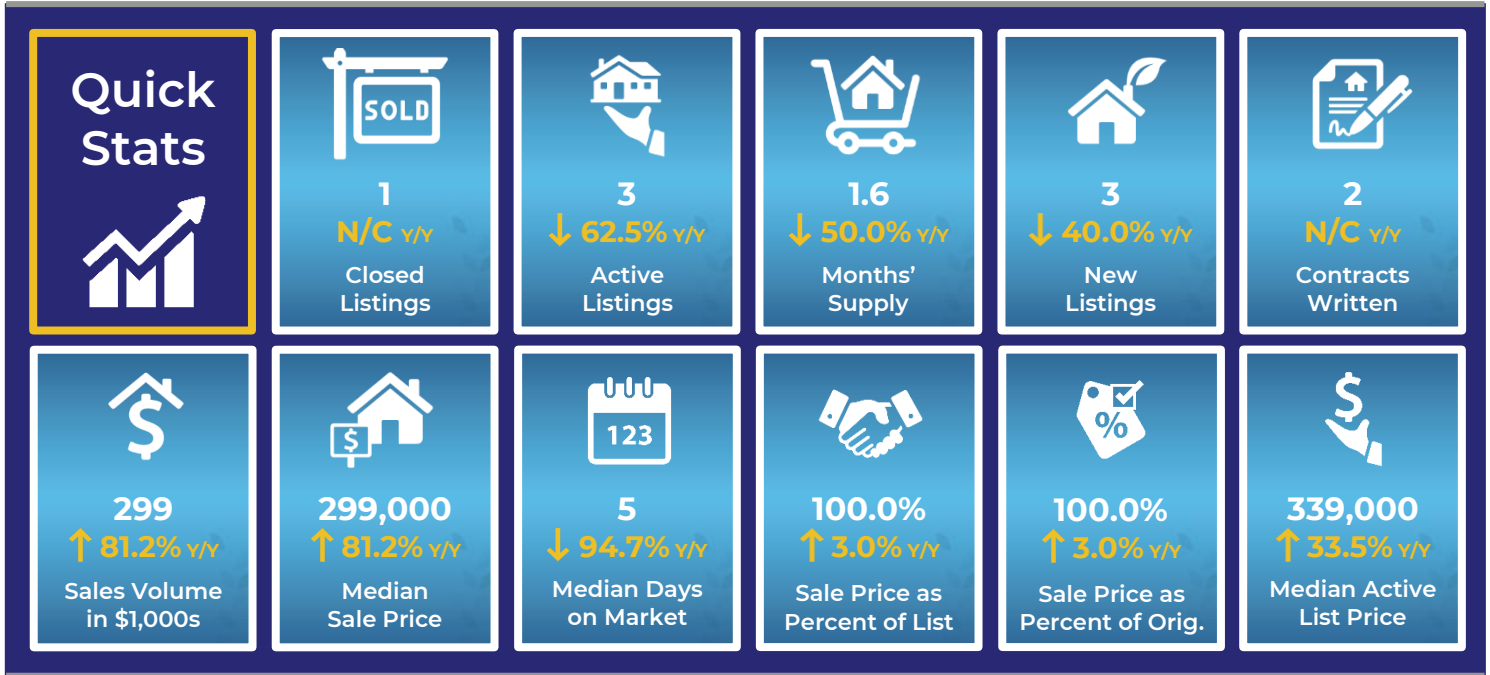 Quick
Stats
SOLD
1
N/C Y/Y
Closed
Listings
3
↓ 62.5% Y/Y
Active
Listings
1.6
↓ 50.0% Y/Y
Months’
Supply
3
↓ 40.0% Y/Y
New
Listings
2
N/C Y/Y
Contracts
Written
$
299
↑ 81.2% Y/Y
Sales Volume
in $1,000s
$
299,000
↑ 81.2% Y/Y
Median
Sale Price
123
5
↓ 94.7% Y/Y
Median Days
on Market
100.0%
↑ 3.0% Y/Y
Sale Price as
Percent of List
%
100.0%
↑ 3.0% Y/Y
Sale Price as
Percent of Orig.
$
339,000
↑ 33.5% Y/Y
Median Active
List Price